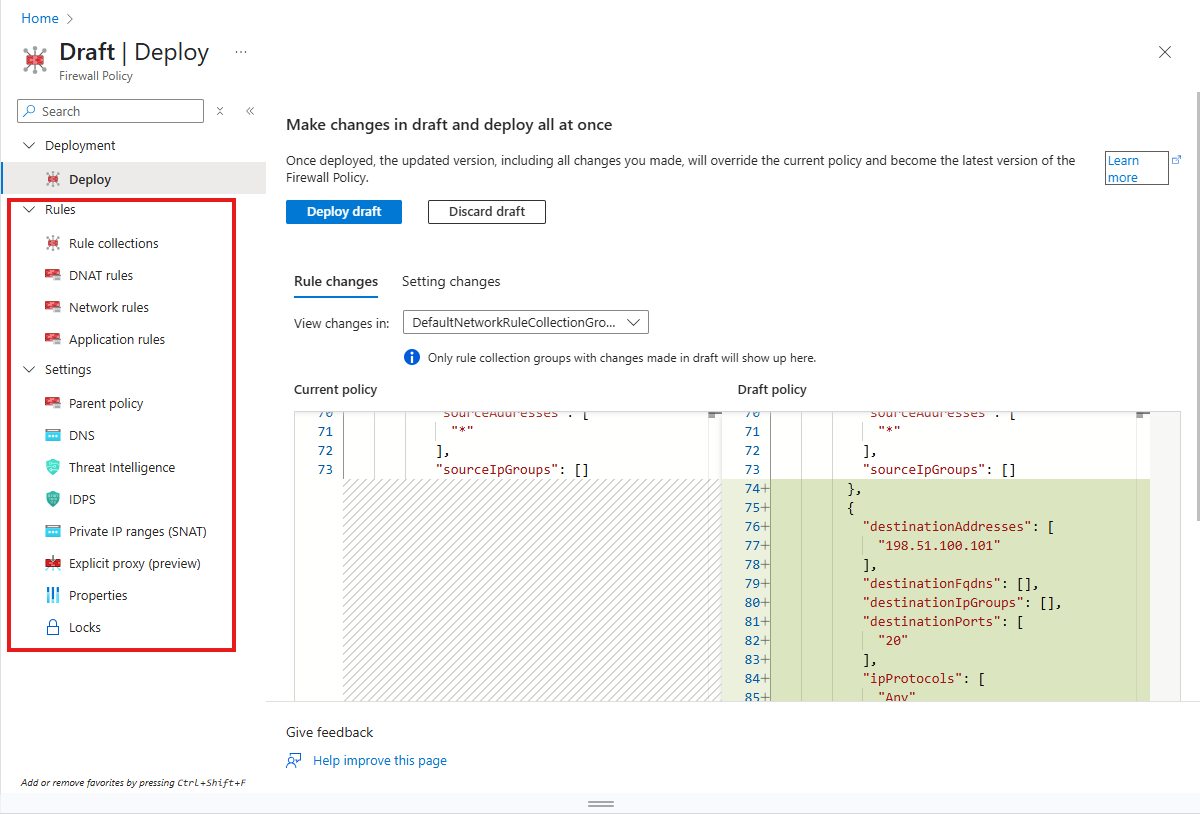 Home
Draft | Deploy ...
Firewall Policy
Search
Deployment
Deploy
Rules
Rule collections
DNAT rules
Network rules
Application rules
Settings
Parent policy
DNS
Threat Intelligence
IDPS
Private IP ranges (SNAT)
Explicit proxy (preview)
Properties
Locks
Add or remove favorites by pressing Ctrl+Shift+F
Make changes in draft and deploy all at once
Once deployed, the updated version, including all changes you made, will override the current policy and become the latest version of the
Firewall Policy.
Learn
more
Deploy draft
Discard draft
Rule changes
Setting changes
View changes in:
DefaultNetworkRuleCollectionGro...
Only rule collection groups with changes made in draft will show up here.
Current policy
70 "sourceAddresses": [
71 "*"
72 ],
73 "sourceIpGroups": []
Draft policy
70 "sourceAddresses": [
71 "*"
72 ],
73 "sourceIpGroups": []
74+ },
75+ {
76+ "destinationAddresses": [
77+ "198.51.100.101"
78+ ],
79+ "destinationFqdns": [],
80+ "destinationIpGroups": [],
81+ "destinationPorts": [
82+ "20"
83+ ],
84+ "ipProtocols": [
85+ "Any"
Give feedback
Help improve this page